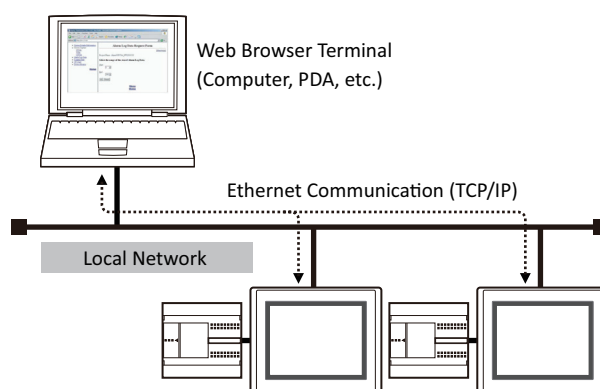 Web Browser Terminal
(Computer, PDA, etc.)
Ethernet Communication (TCP/IP)
Local Network